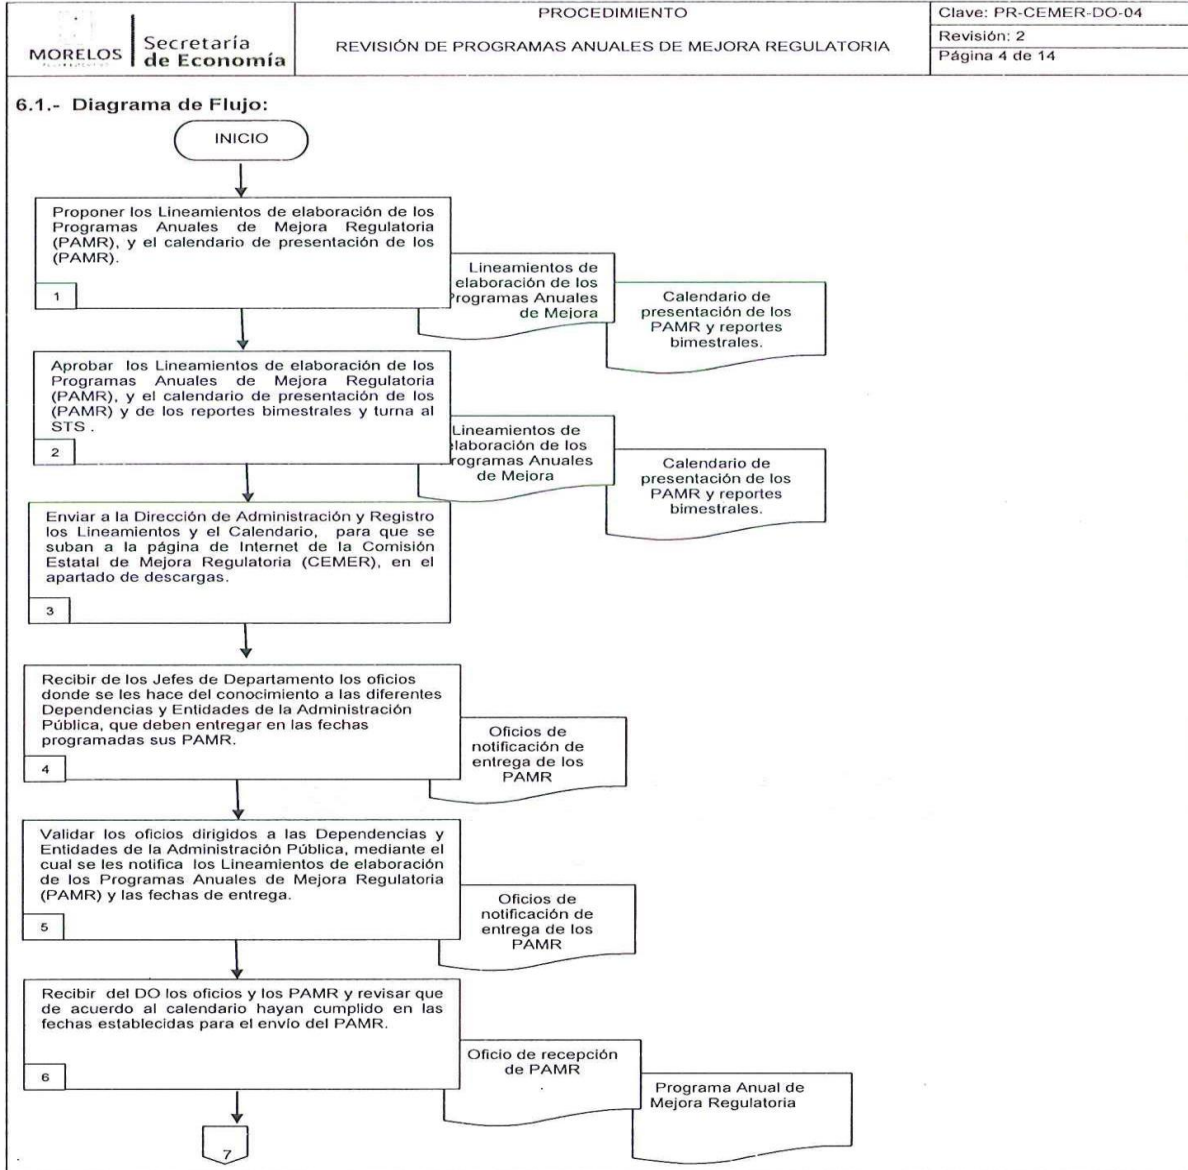 MORELOS
Secretaría
de Economía
PROCEDIMIENTO
REVISIÓN DE PROGRAMAS ANUALES DE MEJORA REGULATORIA
Clave: PR-CEMER-DO-04
Revisión: 2
Página 4 de 14
6.1.- Diagrama de Flujo:
INICIO
Proponer los Lineamientos de elaboración de los
Programas Anuales de Mejora Regulatoria
(PAMR), y el calendario de presentación de los
(PAMR).
1
Lineamientos de
elaboración de los
Programas Anuales
de Mejora
Calendario de
presentación de los
PAMR y reportes
bimestrales.
Aprobar los Lineamientos de elaboración de los
Programas Anuales de Mejora Regulatoria
(PAMR), y el calendario de presentación de los
(PAMR) y de los reportes bimestrales y turna al
STS .
2
Lineamientos de
elaboración de los
rogramas Anuales
de Mejora
Calendario de
presentación de los
PAMR y reportes
bimestrales.
Enviar a la Dirección de Administración y Registro
los Lineamientos y el Calendario, para que se
suban a la página de Internet de la Comisión
Estatal de Mejora Regulatoria (CEMER), en el
apartado de descargas.
3
Recibir de los Jefes de Departamento los oficios
donde se les hace del conocimiento a las diferentes
Dependencias y Entidades de la Administración
Pública, que deben entregar en las fechas
programadas sus PAMR.
4
Oficios de
notificación de
entrega de los
PAMR
Validar los oficios dirigidos a las Dependencias y
Entidades de la Administración Pública, mediante el
cual se les notifica los Lineamientos de elaboración
de los Programas Anuales de Mejora Regulatoria
(PAMR) y las fechas de entrega.
5
Oficios de
notificación de
entrega de los
PAMR
Recibir del DO los oficios y los PAMR y revisar que
de acuerdo al calendario hayan cumplido en las
fechas establecidas para el envío del PAMR.
6
Oficio de recepción
de PAMR
Programa Anual de
Mejora Regulatoria
7